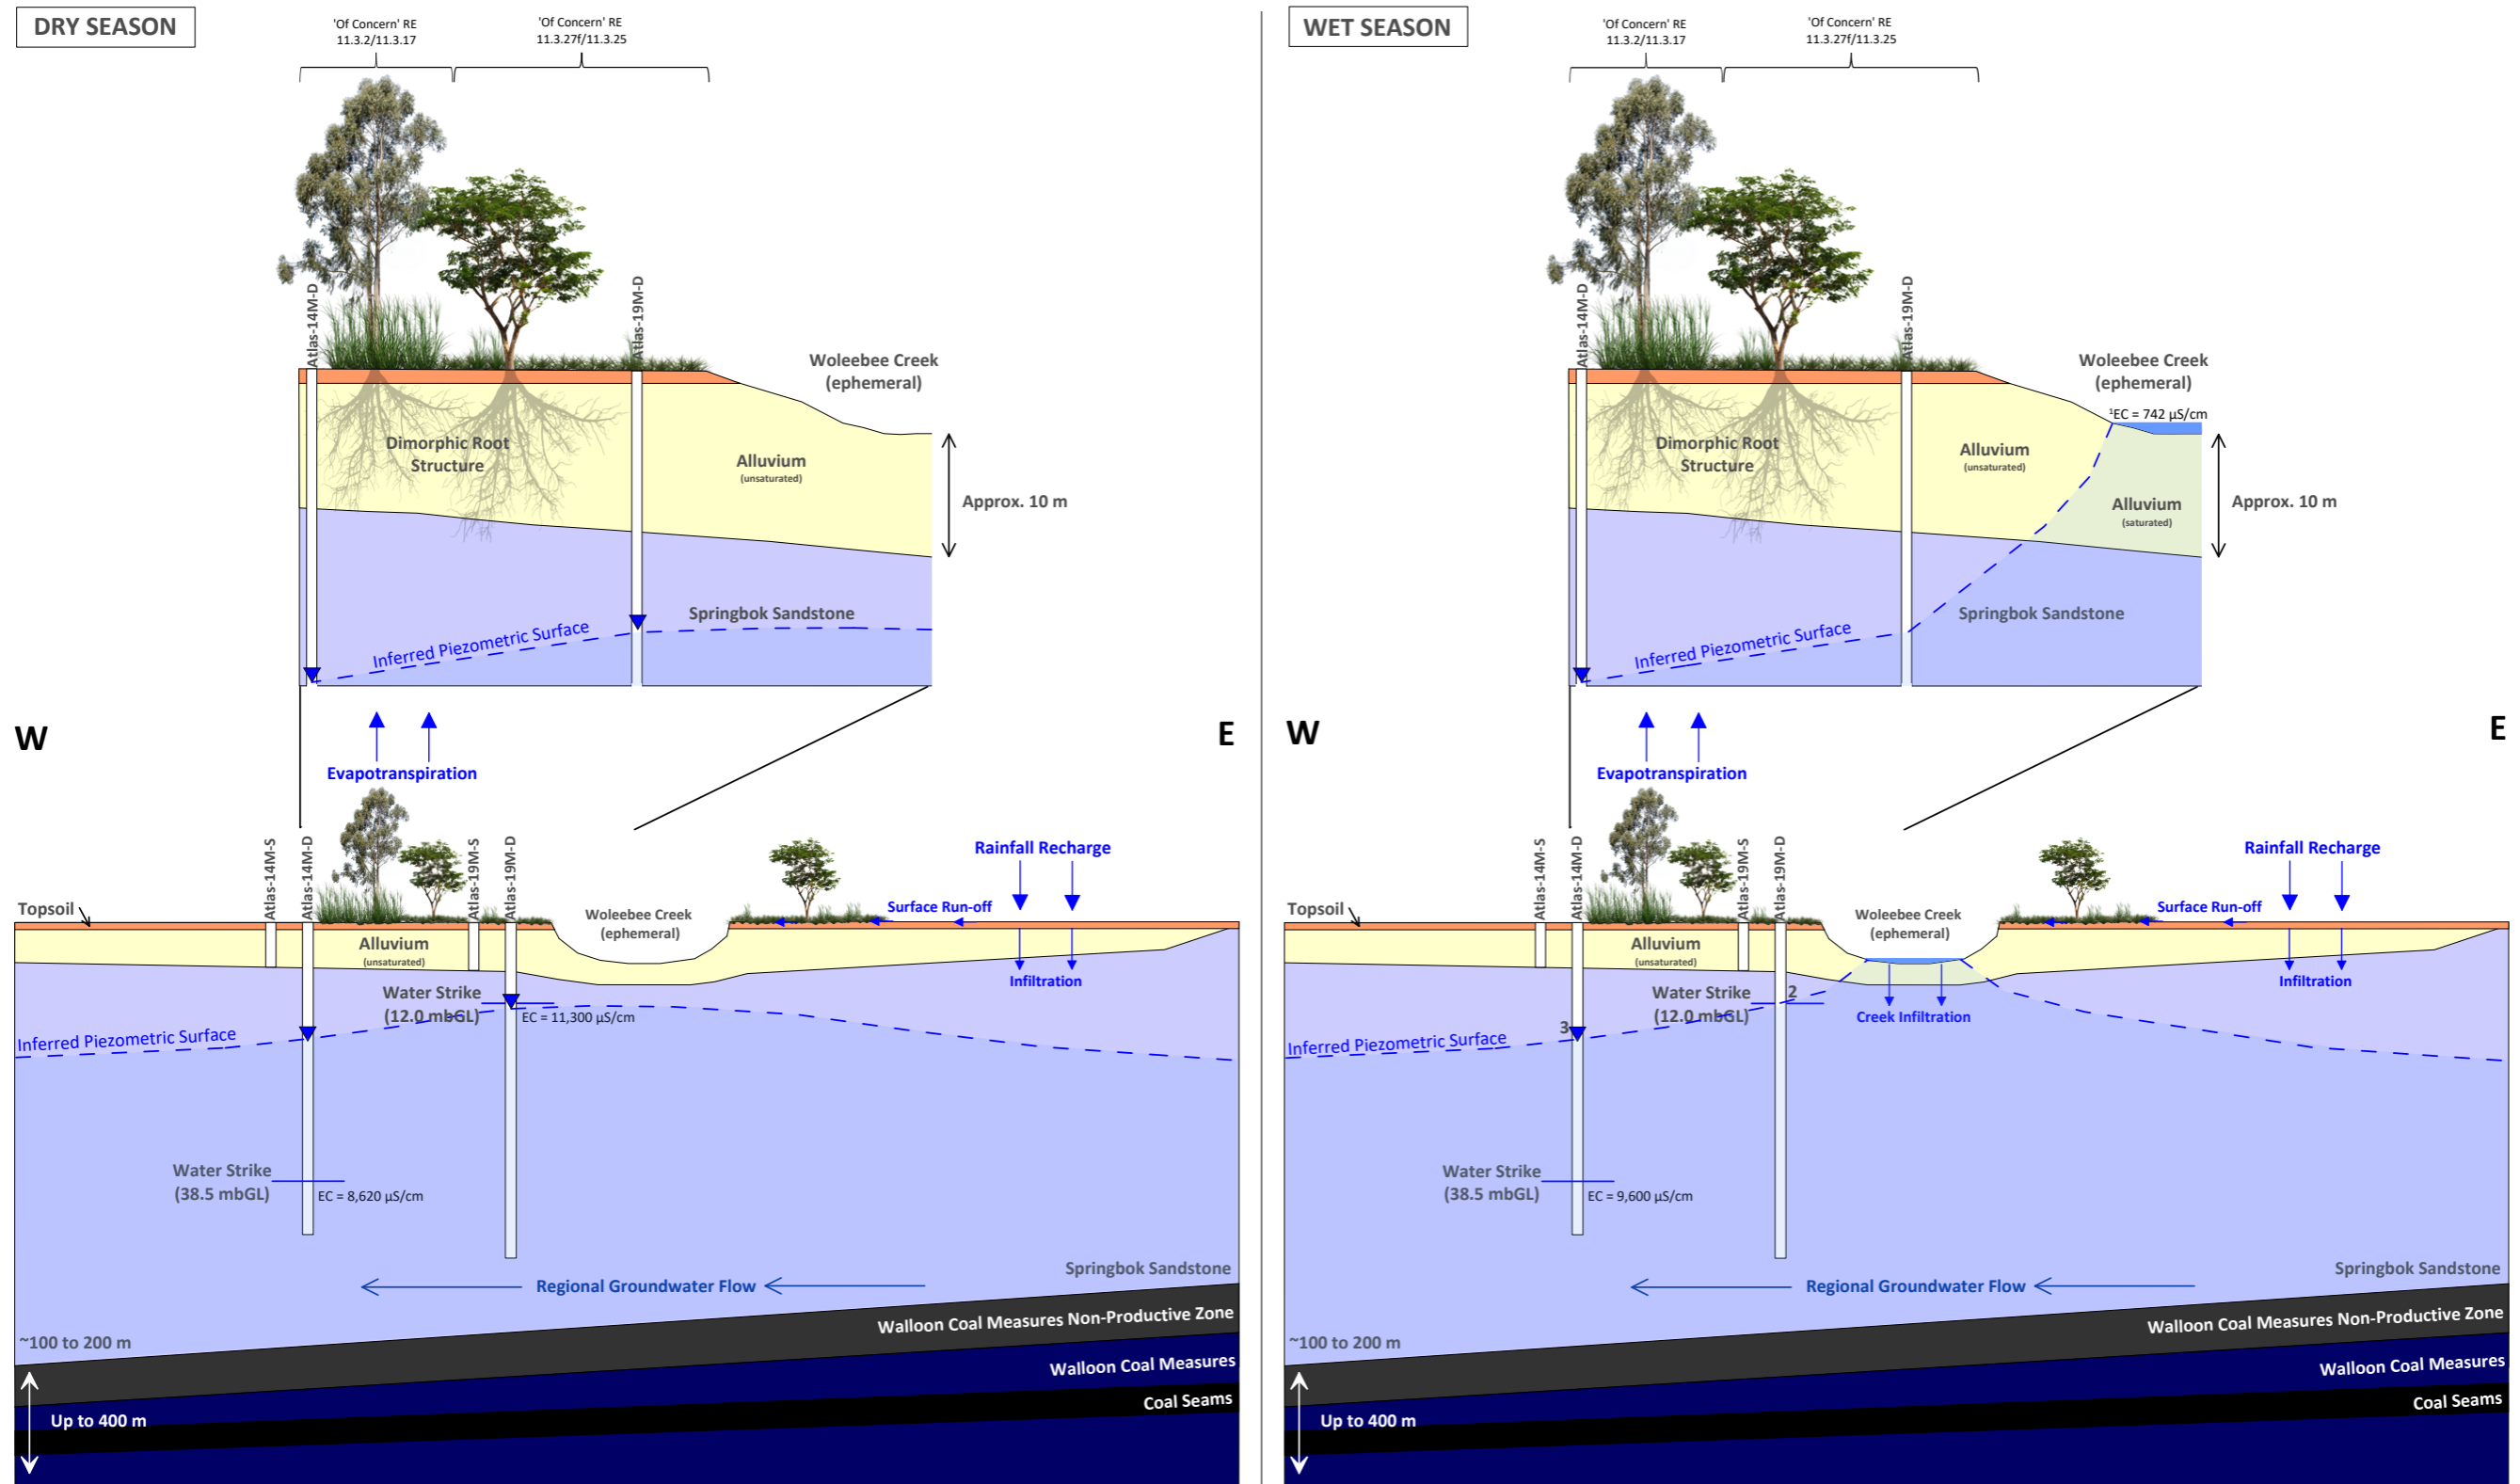 DRY SEASON
'Of Concern' RE
11.3.2/11.3.17
'Of Concern' RE
11.3.27f/11.3.25
Atlas-14M-D
Atlas-19M-D
Woleebee Creek
(ephemeral)
Dimorphic Root
Structure
Alluvium
(unsaturated)
Approx. 10 m
Springbok Sandstone
Inferred Piezometric Surface
W
E
Evapotranspiration
Atlas-14M-S
Atlas-14M-D
Atlas-19M-S
Atlas-19M-D
Rainfall Recharge
Topsoil
Surface Run-off
Woleebee Creek
(ephemeral)
Alluvium
(unsaturated)
Infiltration
Water Strike
(12.0 mbGL)
EC = 11,300 µS/cm
Inferred Piezometric Surface
Water Strike
(38.5 mbGL)
EC = 8,620 µS/cm
Springbok Sandstone
Regional Groundwater Flow
Walloon Coal Measures Non-Productive Zone
~100 to 200 m
Walloon Coal Measures
Coal Seams
Up to 400 m
WET SEASON
'Of Concern' RE
11.3.2/11.3.17
'Of Concern' RE
11.3.27f/11.3.25
Atlas-14M-D
Atlas-19M-D
Woleebee Creek
(ephemeral)
¹EC = 742 µS/cm
Dimorphic Root
Structure
Alluvium
(unsaturated)
Alluvium
(saturated)
Approx. 10 m
Springbok Sandstone
Inferred Piezometric Surface
W
E
Evapotranspiration
Atlas-14M-S
Atlas-14M-D
Atlas-19M-S
Atlas-19M-D
Rainfall Recharge
Topsoil
Surface Run-off
Woleebee Creek
(ephemeral)
Alluvium
(unsaturated)
Infiltration
Water Strike
(12.0 mbGL)
2
Creek Infiltration
3
Inferred Piezometric Surface
Water Strike
(38.5 mbGL)
EC = 9,600 µS/cm
Springbok Sandstone
Regional Groundwater Flow
Walloon Coal Measures Non-Productive Zone
~100 to 200 m
Walloon Coal Measures
Coal Seams
Up to 400 m